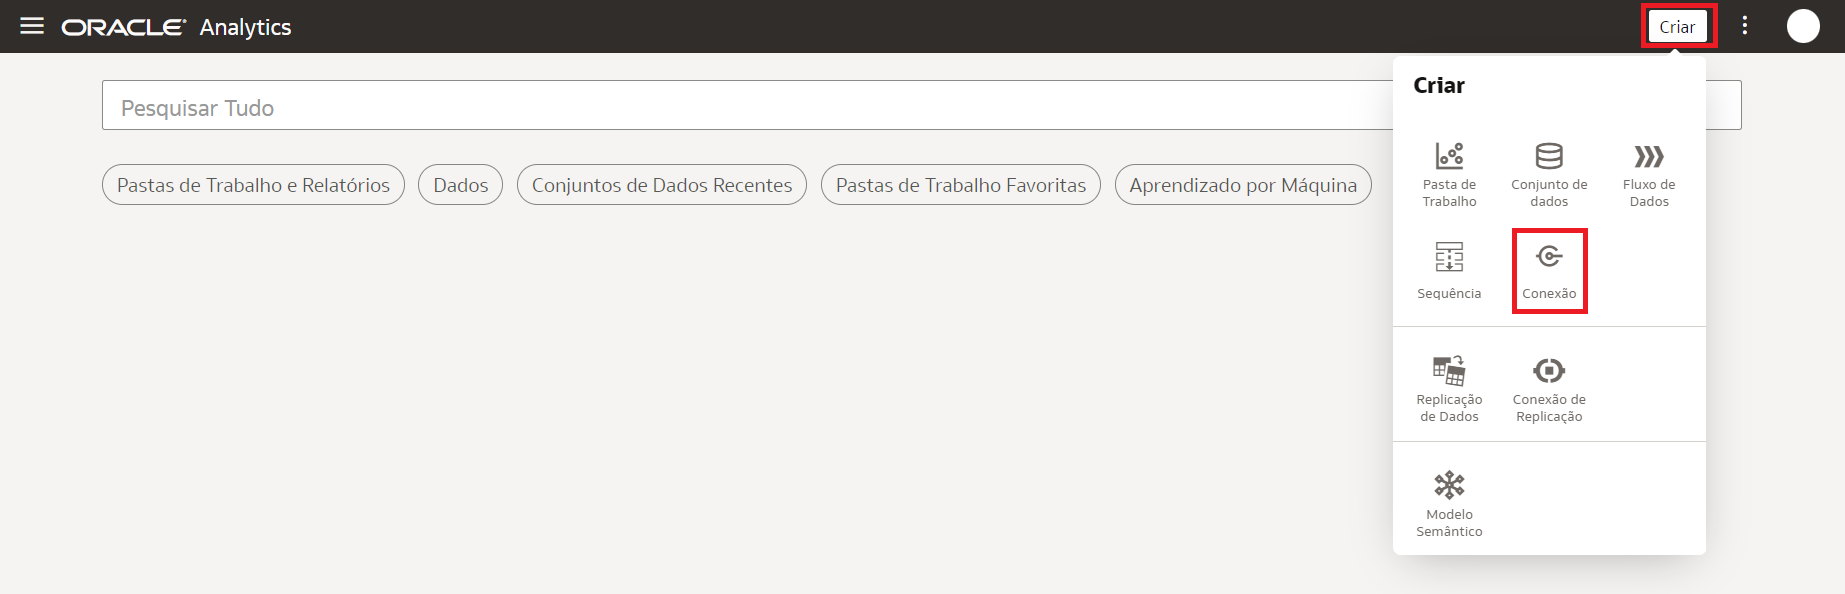 ORACLE Analytics
Criar
Pesquisar Tudo
Pastas de Trabalho e Relatórios
Dados
Conjuntos de Dados Recentes
Pastas de Trabalho Favoritas
Aprendizado por Máquina
Criar
Pasta de
Trabalho
Conjunto de
dados
Fluxo de
Dados
Sequência
Conexão
Replicação
de Dados
Conexão de
Replicação
Modelo
Semântico